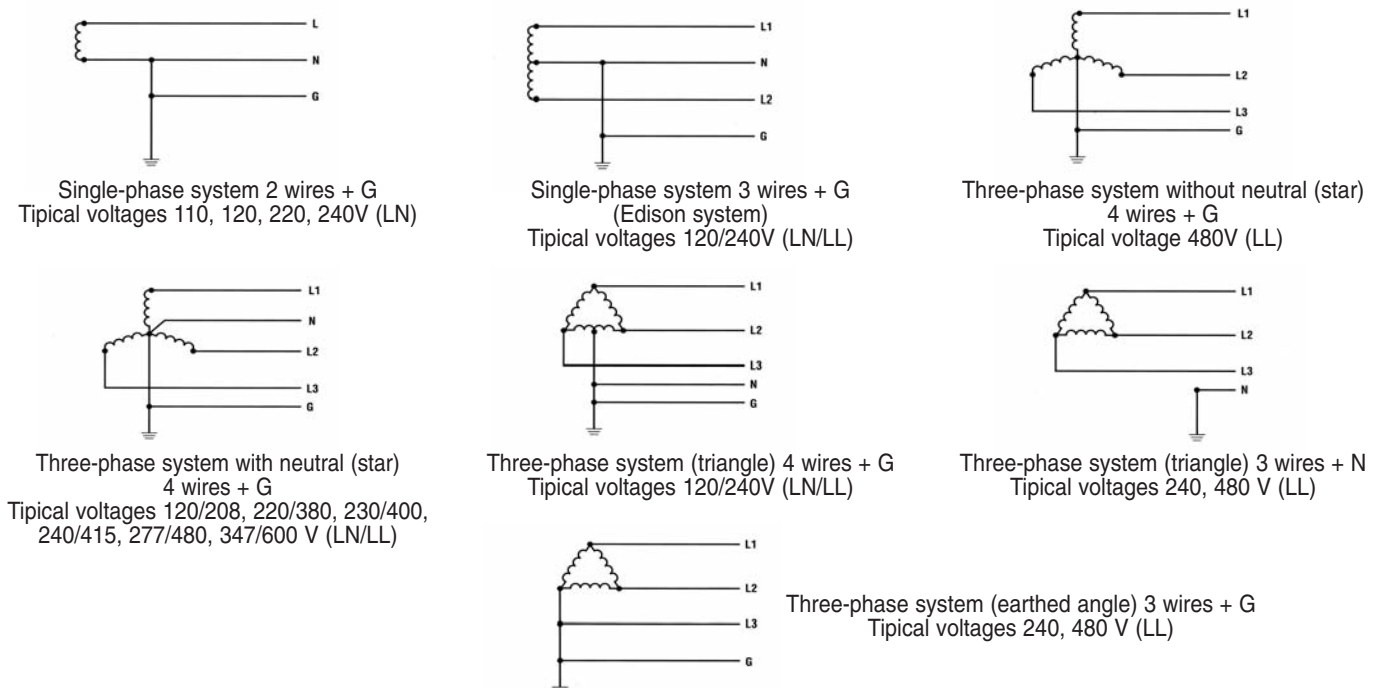 L
N
G
Single-phase system 2 wires + G
Tipical voltages 110, 120, 220, 240V (LN)
L1
N
L2
G
Single-phase system 3 wires + G
(Edison system)
Tipical voltages 120/240V (LN/LL)
L1
L2
L3
G
Three-phase system without neutral (star)
4 wires + G
Tipical voltage 480V (LL)
L1
N
L2
L3
G
Three-phase system with neutral (star)
4 wires + G
Tipical voltages 120/208, 220/380, 230/400,
240/415, 277/480, 347/600 V (LN/LL)
L1
L2
L3
N
G
Three-phase system (triangle) 4 wires + G
Tipical voltages 120/240V (LN/LL)
L1
L2
L3
N
Three-phase system (triangle) 3 wires + N
Tipical voltages 240, 480 V (LL)
L1
L2
L3
G
Three-phase system (earthed angle) 3 wires + G
Tipical voltages 240, 480 V (LL)